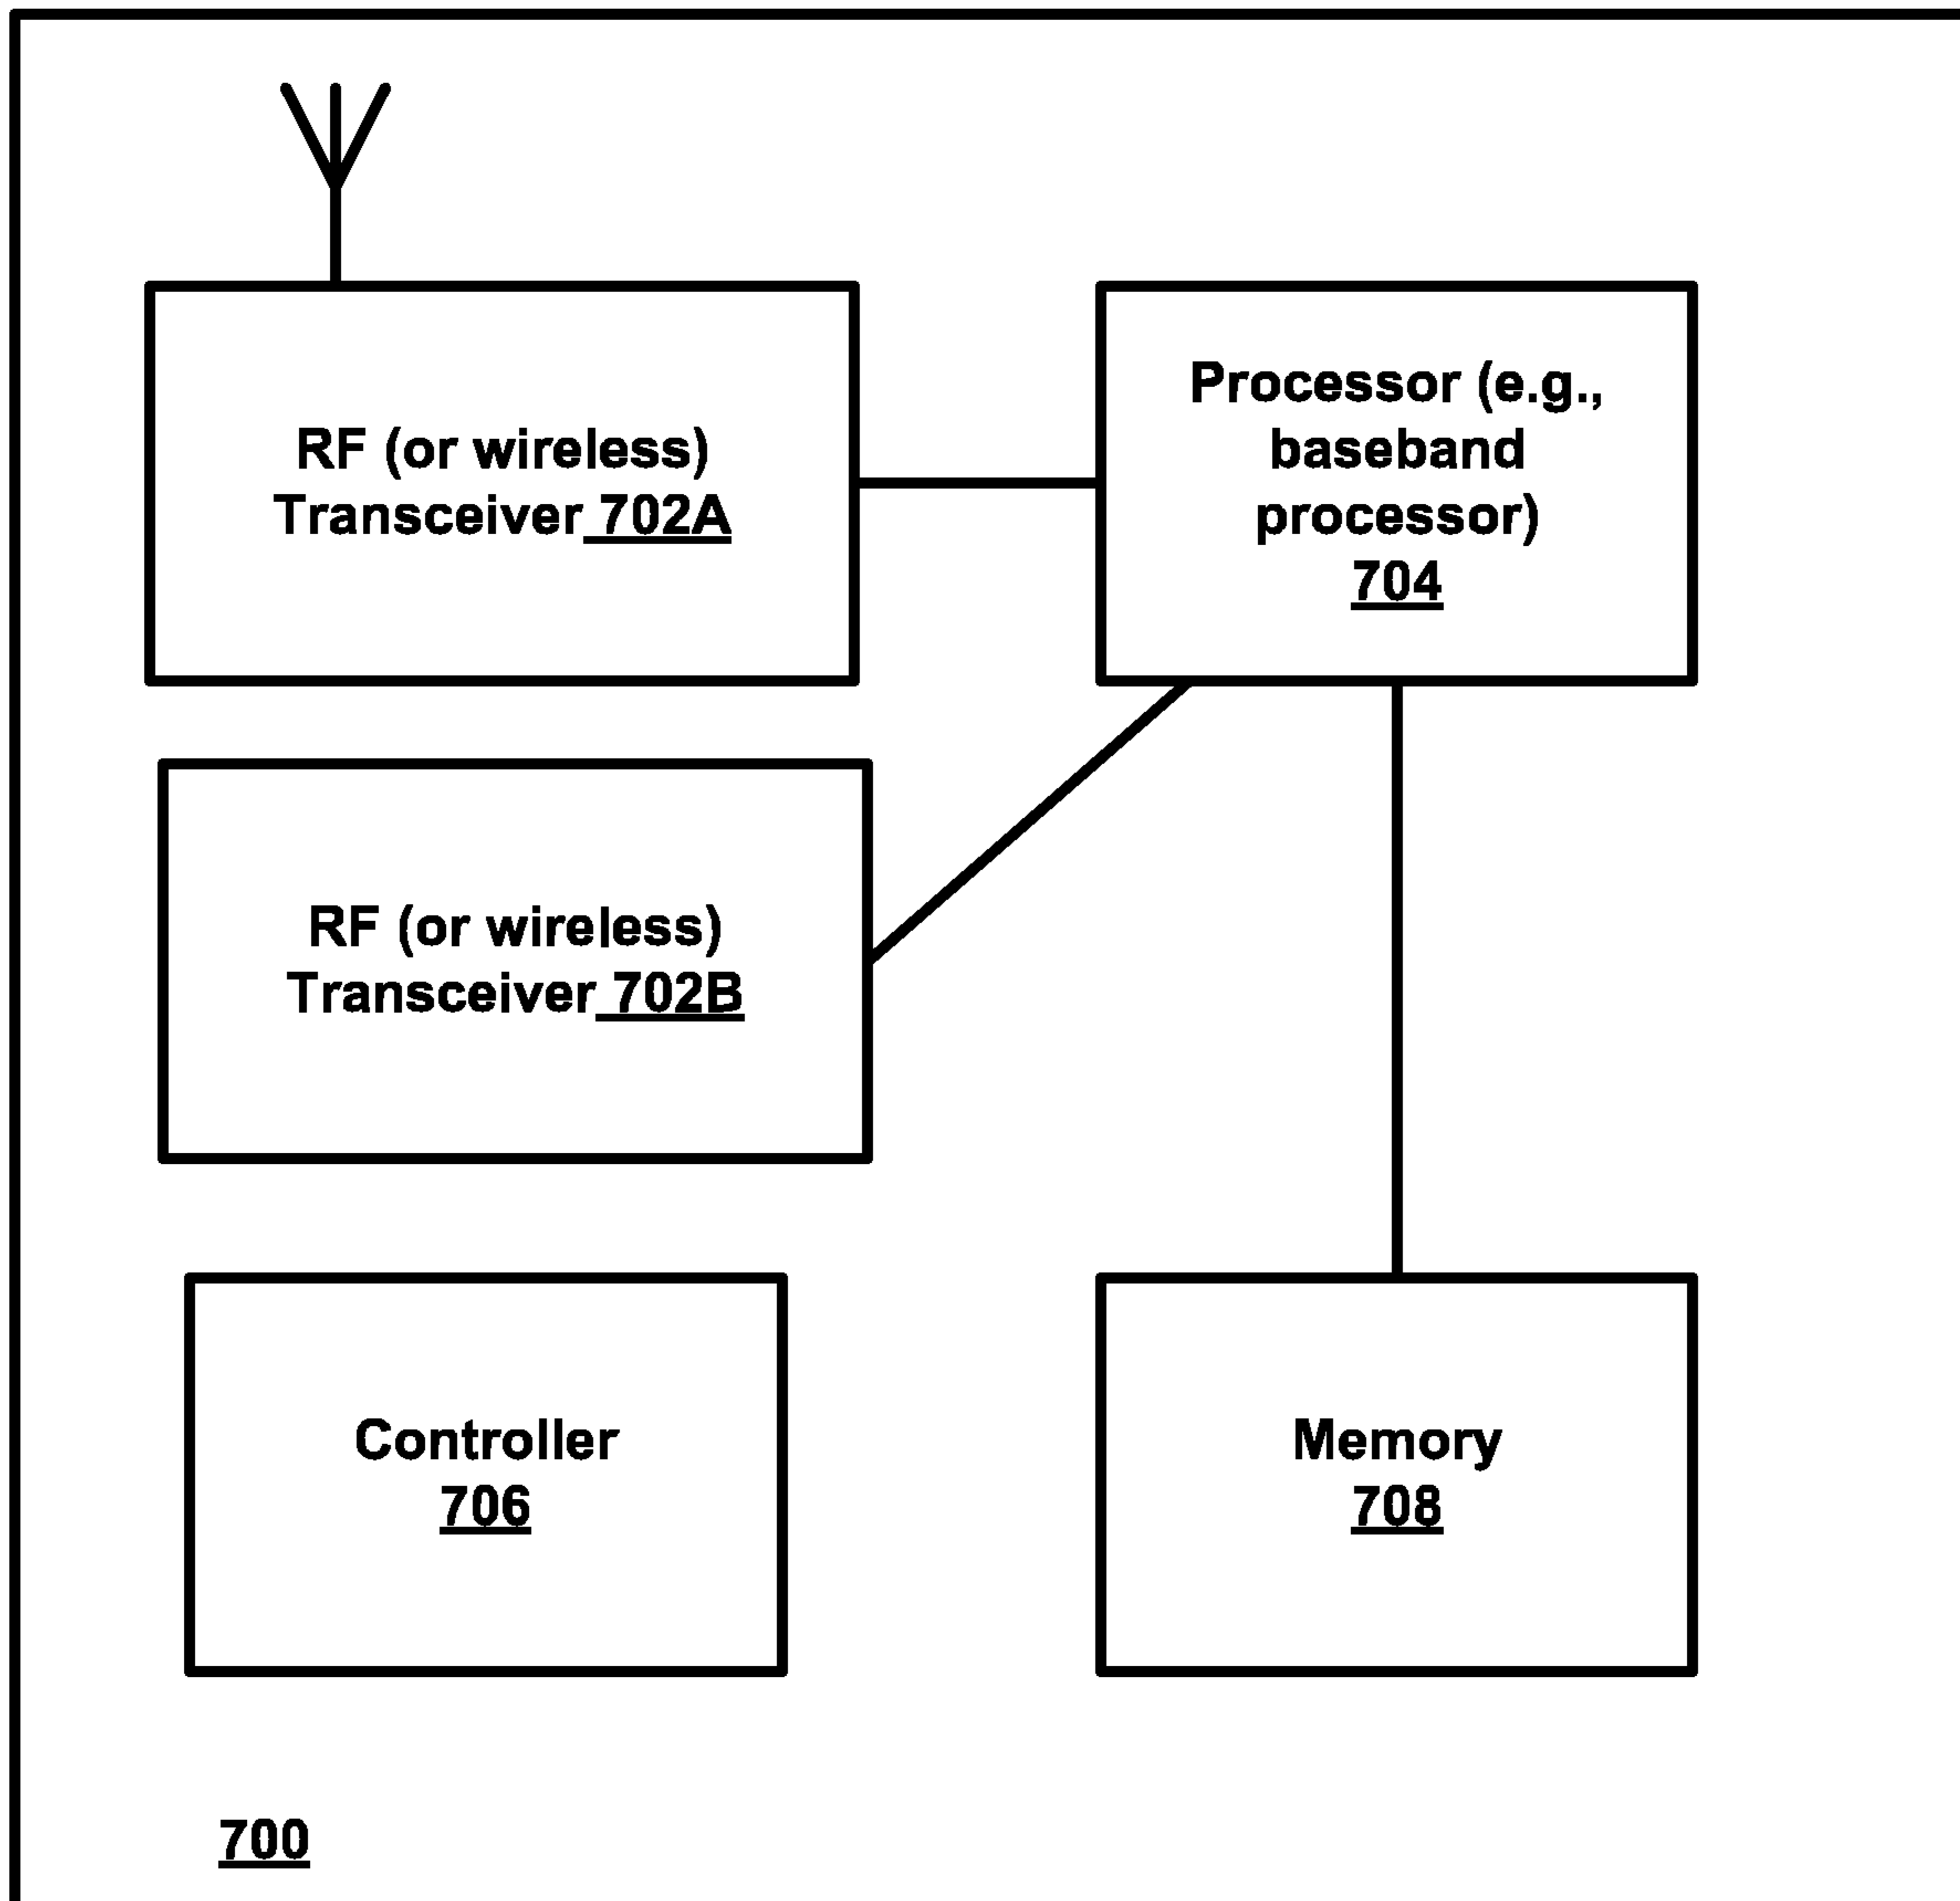 RF (or wireless)
Transceiver 702A
Processor (e.g.,
baseband
processor)
704
RF (or wireless)
Transceiver 702B
Controller
706
Memory
708
700